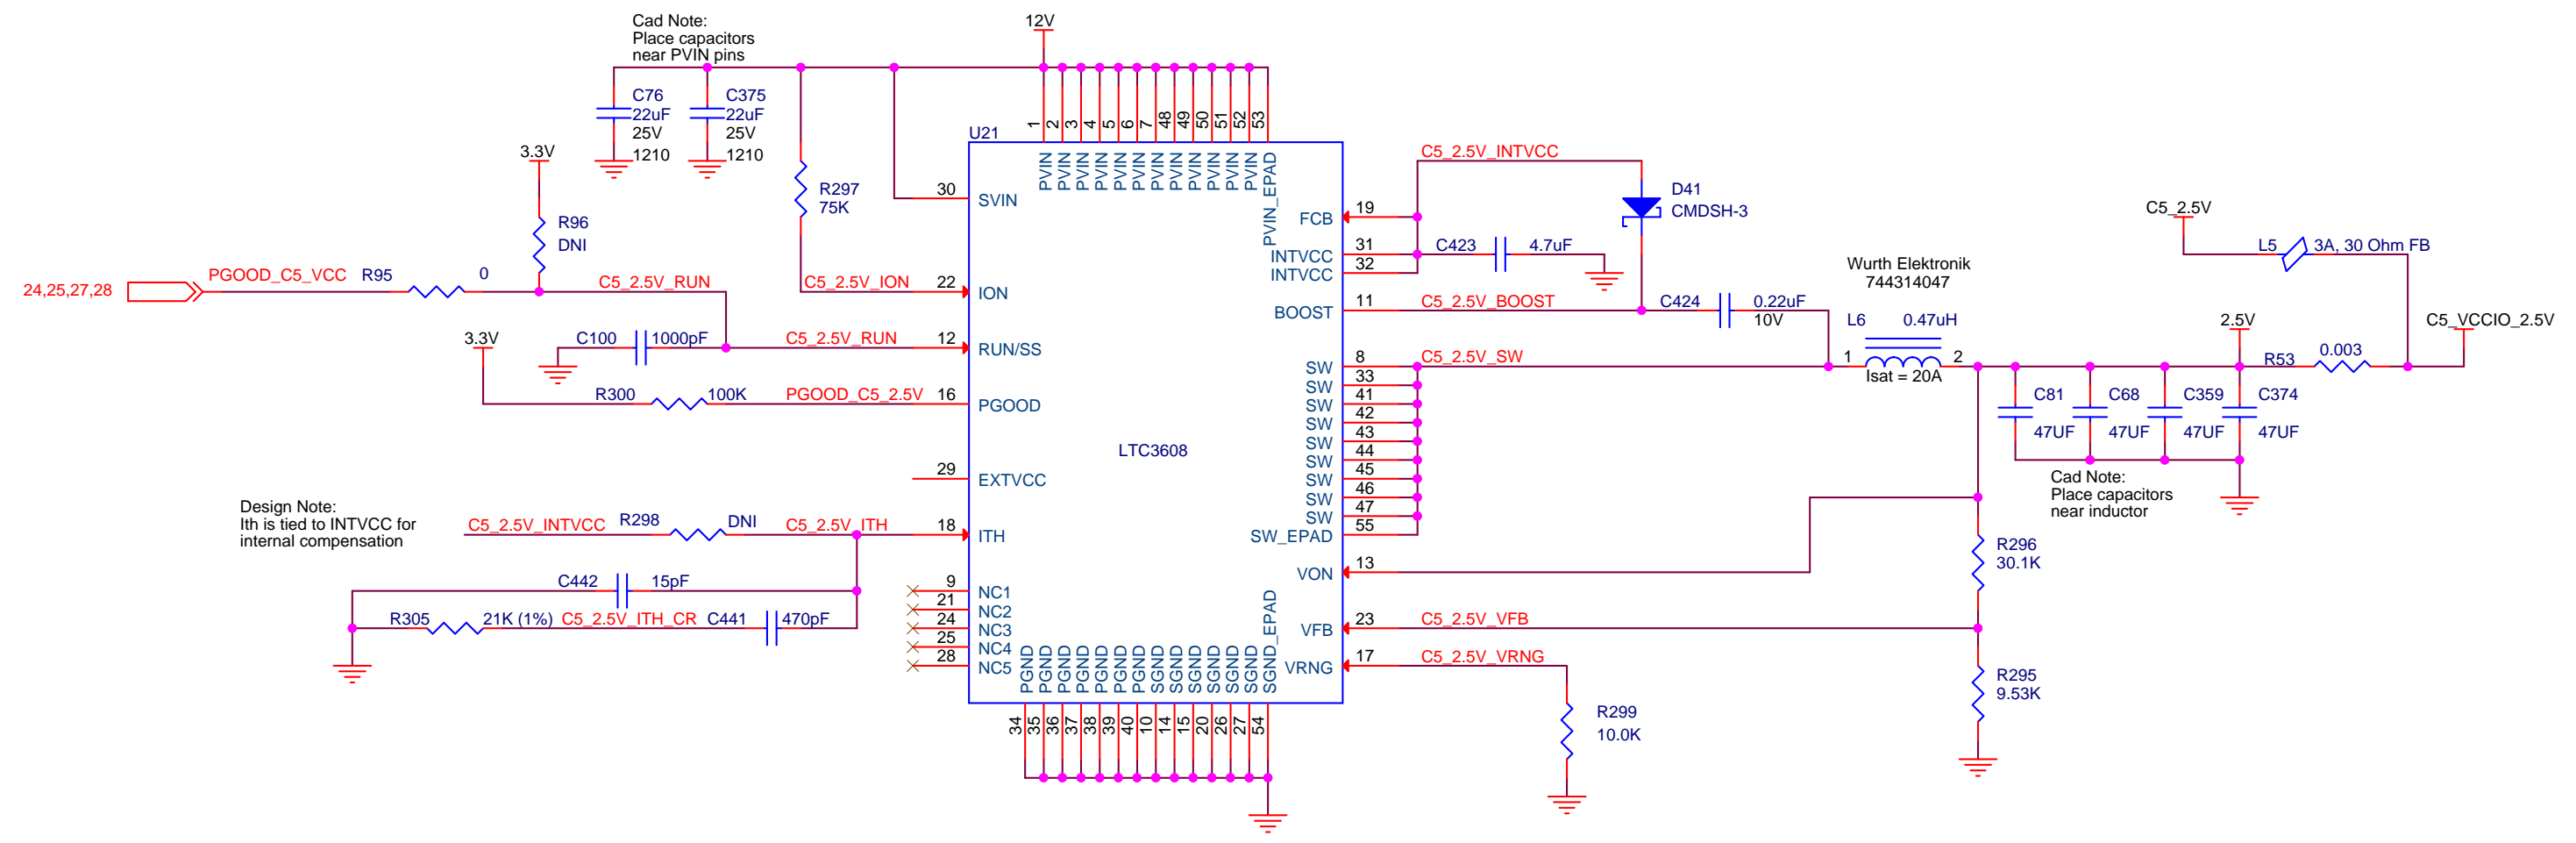 Cad Note:
Place capacitors
near PVIN pins
12V
C76
22uF
25V
1210
C375
22uF
25V
1210
3.3V
R96
DNI
R297
75K
24,25,27,28
PGOOD_C5_VCC
R95
0
C5_2.5V_RUN
C5_2.5V_ION
C100
1000pF
C5_2.5V_RUN
3.3V
R300
100K
PGOOD_C5_2.5V
Design Note:
Ith is tied to INTVCC for
internal compensation
C5_2.5V_INTVCC
R298
DNI
C5_2.5V_ITH
C442
15pF
R305
21K (1%)
C5_2.5V_ITH_CR
C441
470pF
U21
LTC3608
1
2
3
4
5
6
7
48
49
50
51
52
53
PVIN
PVIN
PVIN
PVIN
PVIN
PVIN
PVIN
PVIN
PVIN
PVIN
PVIN
PVIN
PVIN_EPAD
30
SVIN
22
ION
12
RUN/SS
16
PGOOD
29
EXTVCC
18
ITH
9
NC1
21
NC2
24
NC3
25
NC4
28
NC5
PGND
PGND
PGND
PGND
PGND
PGND
PGND
SGND
SGND
SGND
SGND
SGND
SGND
SGND_EPAD
34
35
36
37
38
39
40
10
14
15
20
26
27
54
19
FCB
31
INTVCC
32
INTVCC
11
BOOST
8
SW
33
SW
41
SW
42
SW
43
SW
44
SW
45
SW
46
SW
47
SW
55
SW_EPAD
13
VON
23
VFB
17
VRNG
C5_2.5V_INTVCC
D41
CMDSH-3
C423
4.7uF
C5_2.5V_BOOST
C424
0.22uF
10V
C5_2.5V_SW
Wurth Elektronik
744314047
L6
0.47uH
1
2
Isat = 20A
C5_2.5V
L5
3A, 30 Ohm FB
2.5V
C5_VCCIO_2.5V
R53
0.003
C81
47UF
C68
47UF
C359
47UF
C374
47UF
Cad Note:
Place capacitors
near inductor
R296
30.1K
C5_2.5V_VFB
R295
9.53K
C5_2.5V_VRNG
R299
10.0K